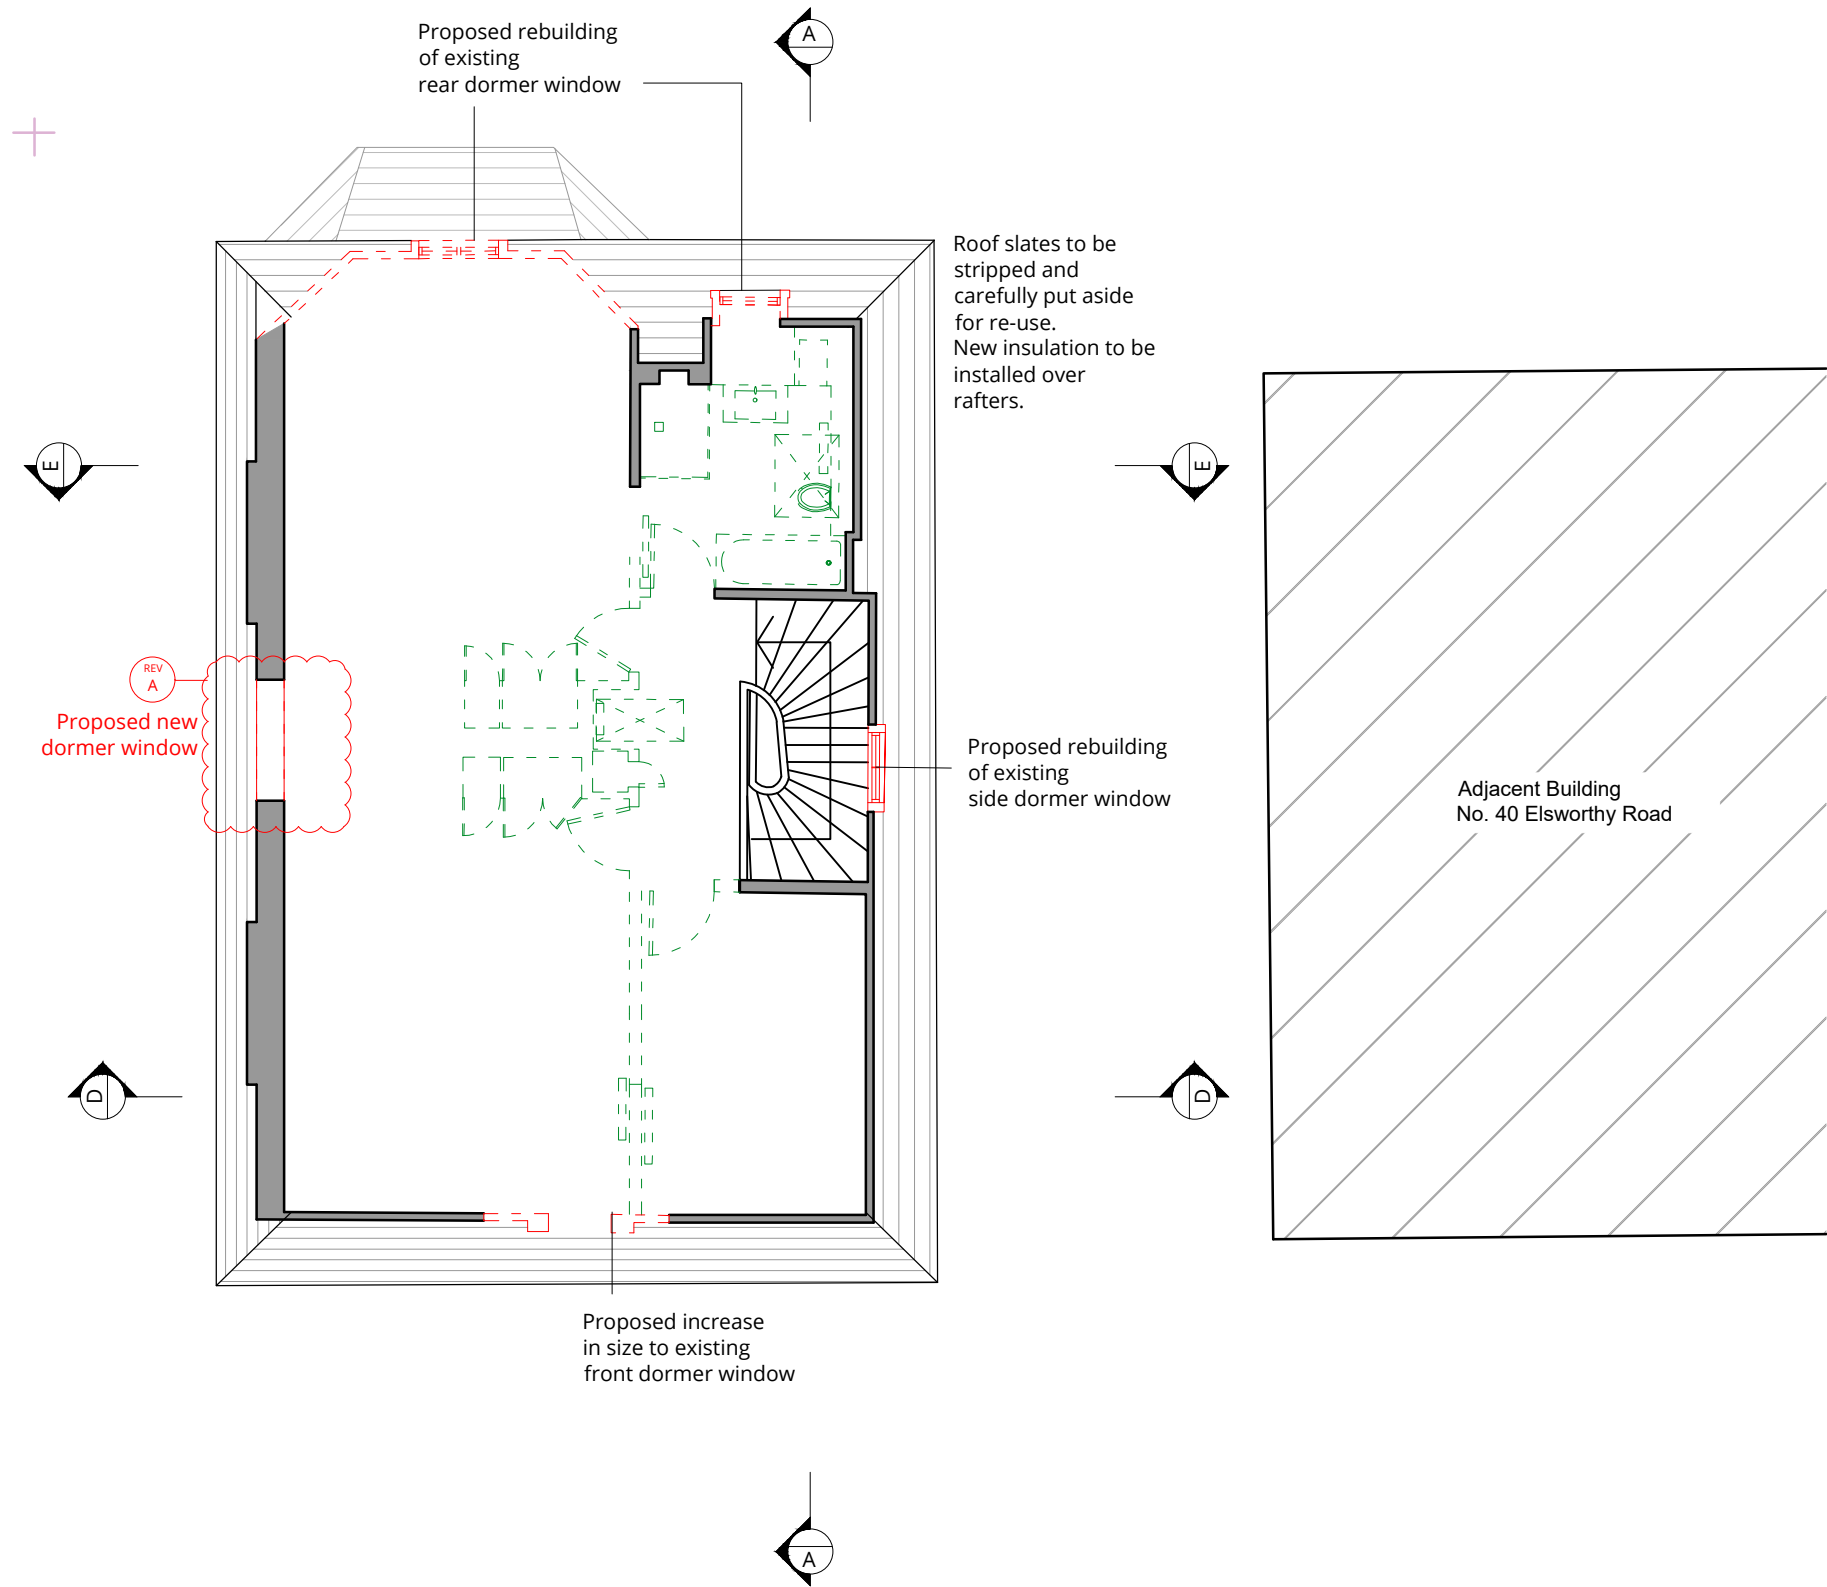 Proposed rebuilding
of existing
rear dormer window
A
Roof slates to be
stripped and
carefully put aside
for re-use.
New insulation to be
installed over
rafters.
E
E
REV
A
Proposed new
dormer window
Proposed rebuilding
of existing
side dormer window
Adjacent Building
No. 40 Elsworthy Road
D
D
Proposed increase
in size to existing
front dormer window
A